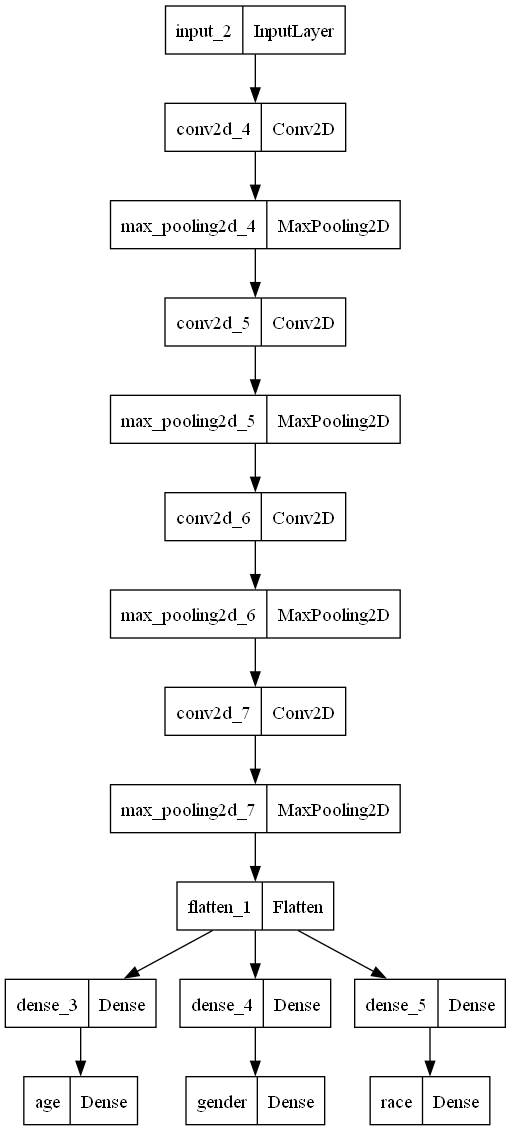 input_2 InputLayer
conv2d_4 Conv2D
max_pooling2d_4 MaxPooling2D
conv2d_5 Conv2D
max_pooling2d_5 MaxPooling2D
conv2d_6 Conv2D
max_pooling2d_6 MaxPooling2D
conv2d_7 Conv2D
max_pooling2d_7 MaxPooling2D
flatten_1 Flatten
dense_3 Dense dense_4 Dense dense_5 Dense
age Dense gender Dense race Dense